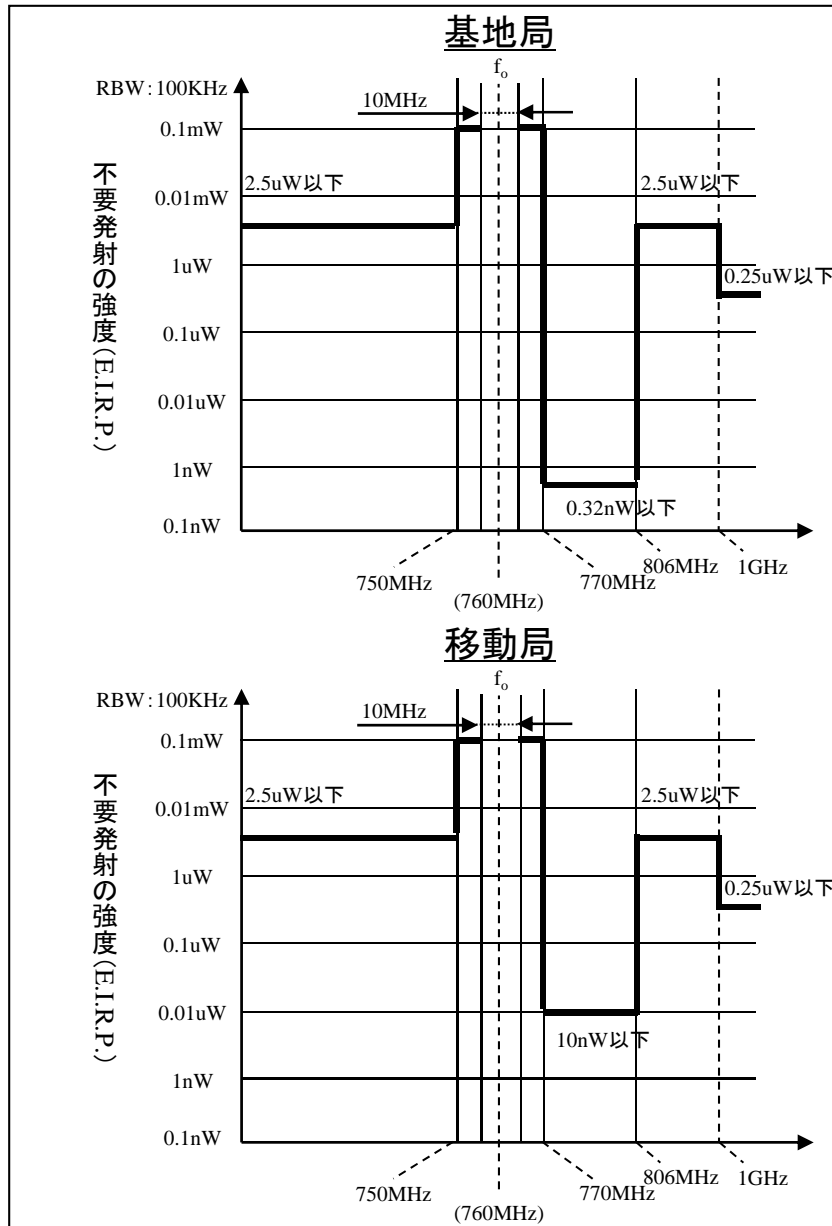 基地局
fo
RBW:100KHz
10MHz
0.1mW
2.5uW以下
2.5uW以下
0.01mW
1uW
0.25uW以下
0.1uW
0.01uW
1nW
0.32nW以下
0.1nW
不要発射の強度(E.I.R.P.)
750MHz
(760MHz)
770MHz
806MHz
1GHz
移動局
fo
RBW:100KHz
10MHz
0.1mW
2.5uW以下
2.5uW以下
0.01mW
1uW
0.25uW以下
0.1uW
0.01uW
10nW以下
1nW
0.1nW
不要発射の強度(E.I.R.P.)
750MHz
(760MHz)
770MHz
806MHz
1GHz